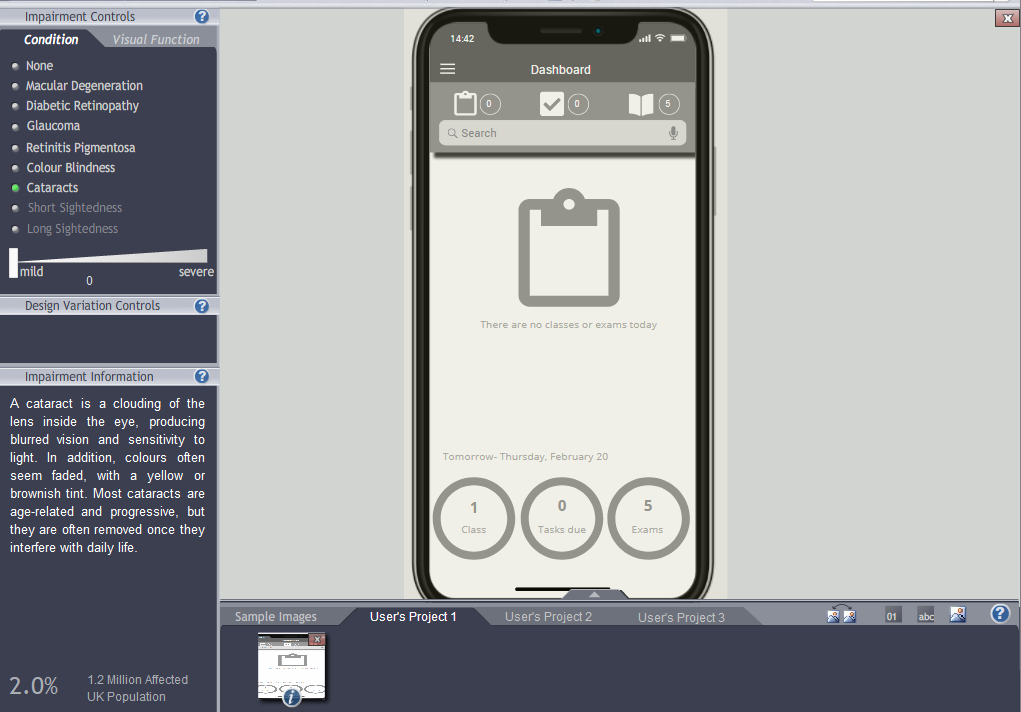 Impairment Controls
?
Condition
Visual Function
None
Macular Degeneration
Diabetic Retinopathy
Glaucoma
Retinitis Pigmentosa
Colour Blindness
Cataracts
Short Sightedness
Long Sightedness
mild
severe
0
Design Variation Controls
?
Impairment Information
?
A cataract is a clouding of the
lens inside the eye, producing
blurred vision and sensitivity to
light. In addition, colours often
seem faded, with a yellow or
brownish tint. Most cataracts are
age-related and progressive, but
they are often removed once they
interfere with daily life.
2.0%
1.2 Million Affected
UK Population
X
14:42
Dashboard
0
0
5
Search
There are no classes or exams today
Tomorrow- Thursday, February 20
1
Class
0
Tasks due
5
Exams
Sample Images
User's Project 1
User's Project 2
User's Project 3
01
abc
?
X
i